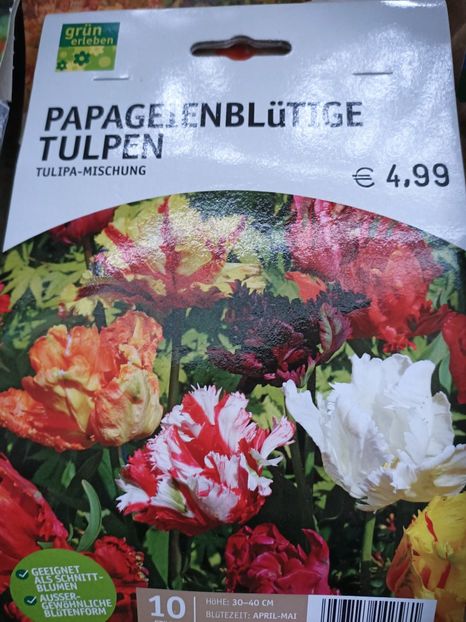 grün
erleben
PAPAGEIENBLüTIGE
TULPEN
TULIPA-MISCHUNG
€ 4,99
GEEIGNET
ALS SCHNITT-
BLUMEN
AUSSER-
GEWÖHNLICHE
BLÜTENFORM
10
HÖHE: 30–40 CM
BLÜTEZEIT: APRIL-MAI